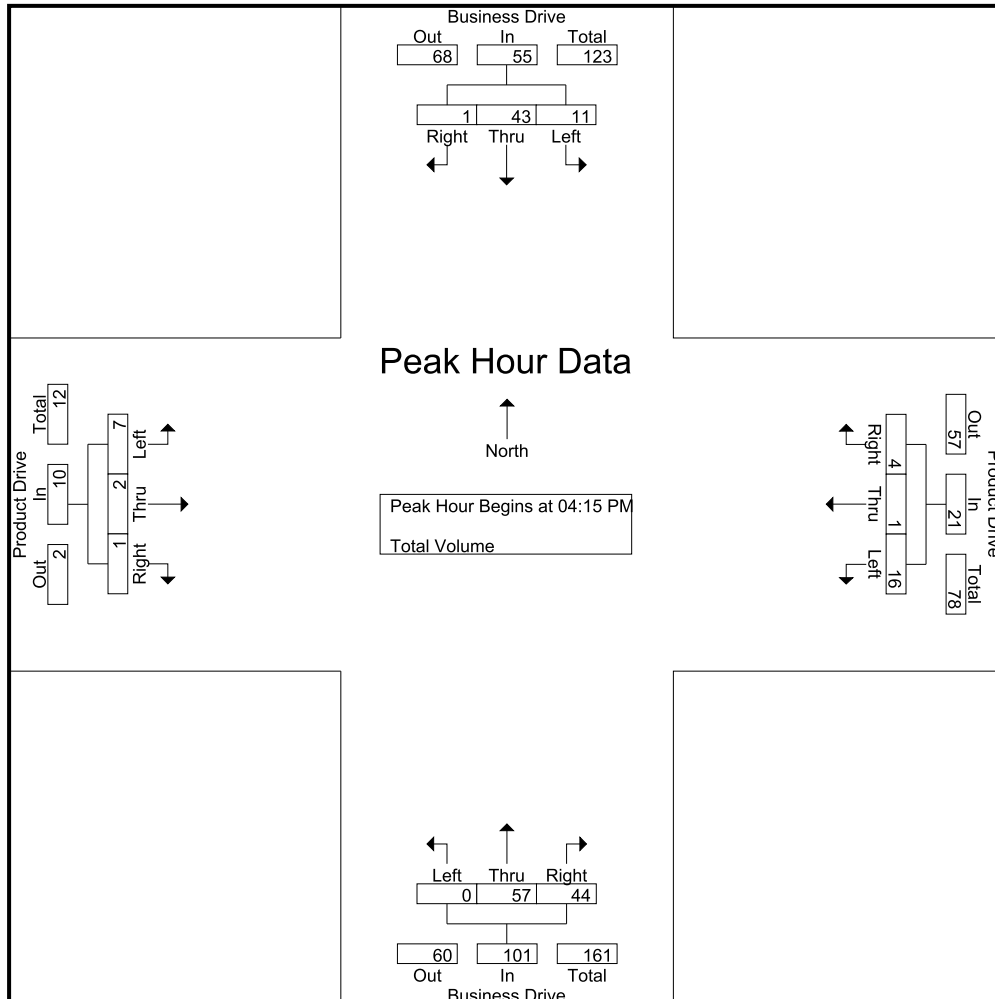 Business Drive
Out In Total
68 55 123
1 43 11
Right Thru Left
Peak Hour Data
North
Peak Hour Begins at 04:15 PM
Total Volume
Product Drive
Total In Out
12 10 2
7 2 1
Left Thru Right
Product Drive
Out In Total
57 21 78
4 1 16
Right Thru Left
Left Thru Right
0 57 44
60 101 161
Out In Total
Business Drive